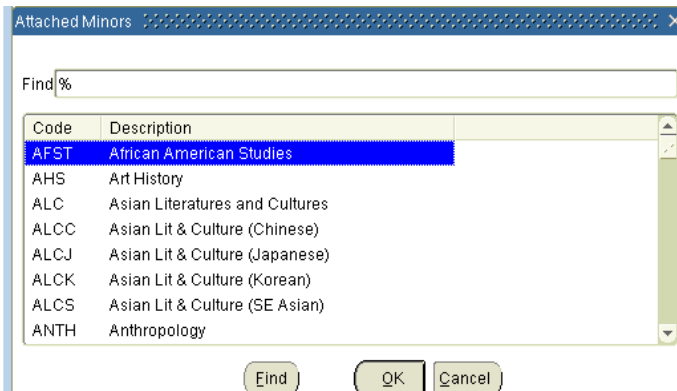 Attached Minors
Find %
Code Description
AFST African American Studies
AHS Art History
ALC Asian Literatures and Cultures
ALCC Asian Lit & Culture (Chinese)
ALCJ Asian Lit & Culture (Japanese)
ALCK Asian Lit & Culture (Korean)
ALCS Asian Lit & Culture (SE Asian)
ANTH Anthropology
Find OK Cancel